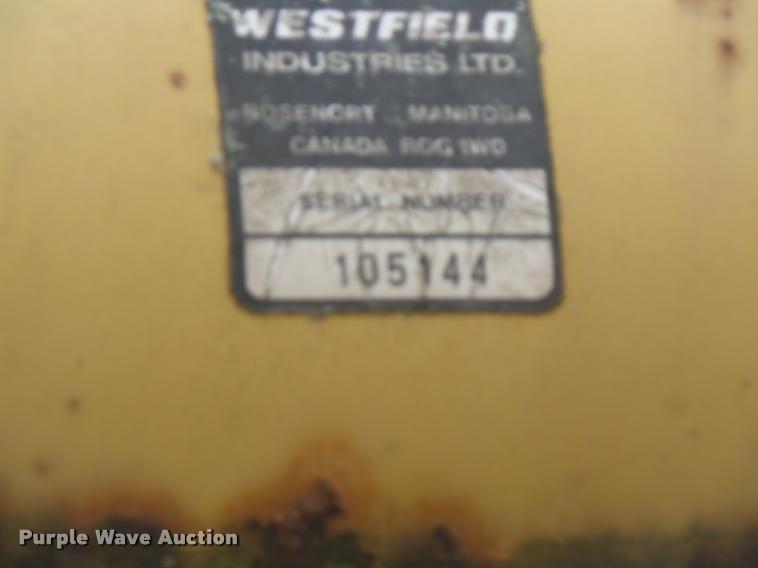 WESTFIELD
INDUSTRIES LTD.
ROSENORT MANITOBA
CANADA R0G 1W0
SERIAL NUMBER
105144
Purple Wave Auction